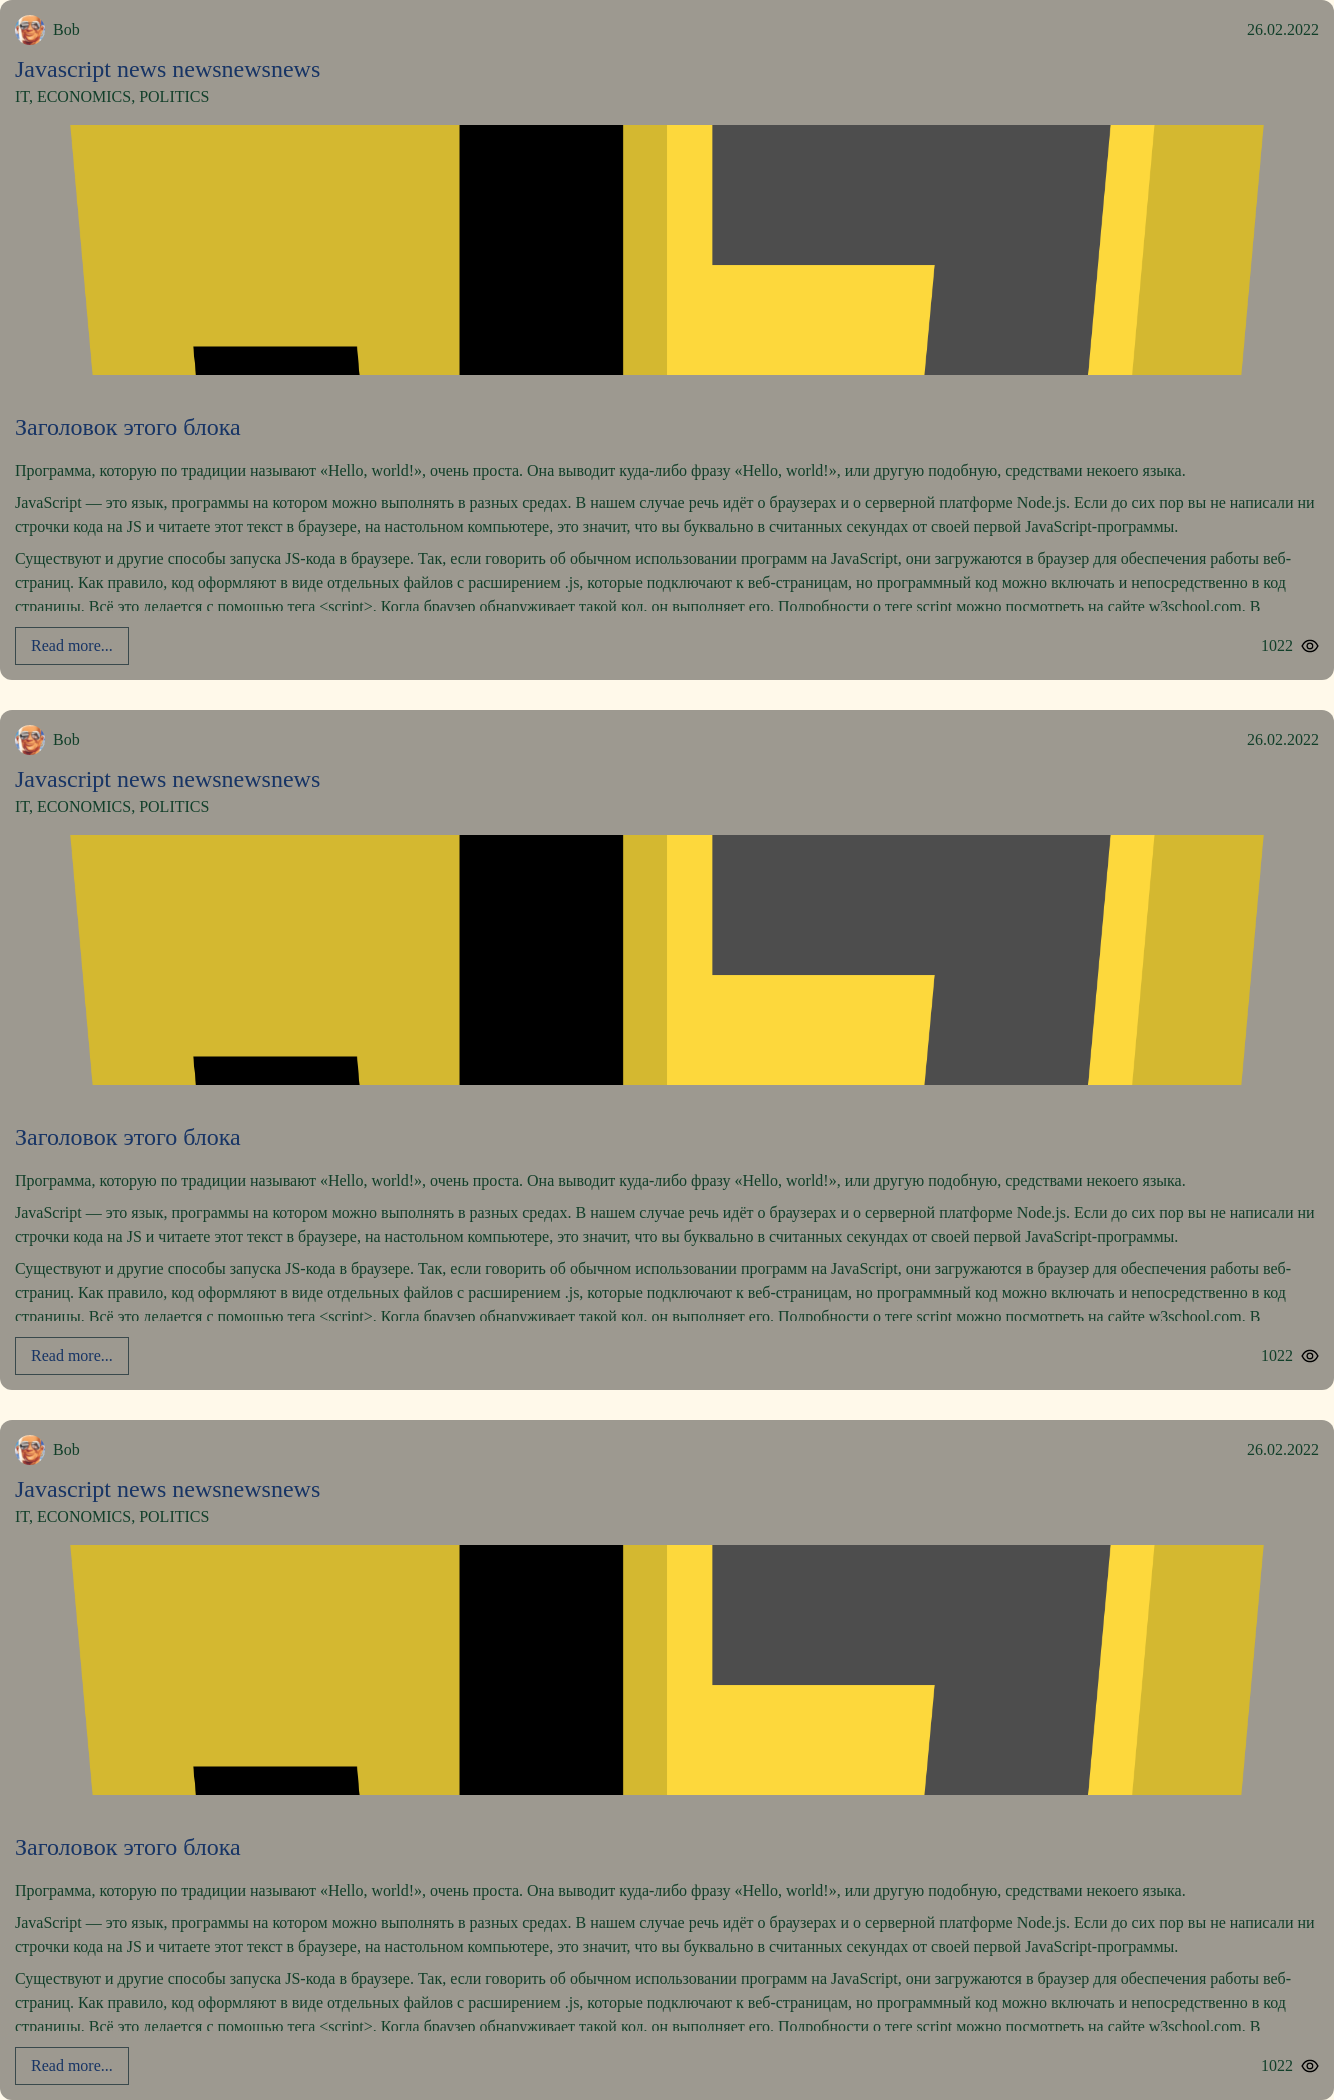 Bob
26.02.2022
Javascript news newsnewsnews
IT, ECONOMICS, POLITICS
Заголовок этого блока
Программа, которую по традиции называют «Hello, world!», очень проста. Она выводит куда-либо фразу «Hello, world!», или другую подобную, средствами некоего языка.
JavaScript — это язык, программы на котором можно выполнять в разных средах. В нашем случае речь идёт о браузерах и о серверной платформе Node.js. Если до сих пор вы не написали ни
строчки кода на JS и читаете этот текст в браузере, на настольном компьютере, это значит, что вы буквально в считанных секундах от своей первой JavaScript-программы.
Существуют и другие способы запуска JS-кода в браузере. Так, если говорить об обычном использовании программ на JavaScript, они загружаются в браузер для обеспечения работы веб-
страниц. Как правило, код оформляют в виде отдельных файлов с расширением .js, которые подключают к веб-страницам, но программный код можно включать и непосредственно в код
страницы. Всё это делается с помощью тега <script>. Когда браузер обнаруживает такой код, он выполняет его. Подробности о теге script можно посмотреть на сайте w3school.com. В
Read more...
1022
Bob
26.02.2022
Javascript news newsnewsnews
IT, ECONOMICS, POLITICS
Заголовок этого блока
Программа, которую по традиции называют «Hello, world!», очень проста. Она выводит куда-либо фразу «Hello, world!», или другую подобную, средствами некоего языка.
JavaScript — это язык, программы на котором можно выполнять в разных средах. В нашем случае речь идёт о браузерах и о серверной платформе Node.js. Если до сих пор вы не написали ни
строчки кода на JS и читаете этот текст в браузере, на настольном компьютере, это значит, что вы буквально в считанных секундах от своей первой JavaScript-программы.
Существуют и другие способы запуска JS-кода в браузере. Так, если говорить об обычном использовании программ на JavaScript, они загружаются в браузер для обеспечения работы веб-
страниц. Как правило, код оформляют в виде отдельных файлов с расширением .js, которые подключают к веб-страницам, но программный код можно включать и непосредственно в код
страницы. Всё это делается с помощью тега <script>. Когда браузер обнаруживает такой код, он выполняет его. Подробности о теге script можно посмотреть на сайте w3school.com. В
Read more...
1022
Bob
26.02.2022
Javascript news newsnewsnews
IT, ECONOMICS, POLITICS
Заголовок этого блока
Программа, которую по традиции называют «Hello, world!», очень проста. Она выводит куда-либо фразу «Hello, world!», или другую подобную, средствами некоего языка.
JavaScript — это язык, программы на котором можно выполнять в разных средах. В нашем случае речь идёт о браузерах и о серверной платформе Node.js. Если до сих пор вы не написали ни
строчки кода на JS и читаете этот текст в браузере, на настольном компьютере, это значит, что вы буквально в считанных секундах от своей первой JavaScript-программы.
Существуют и другие способы запуска JS-кода в браузере. Так, если говорить об обычном использовании программ на JavaScript, они загружаются в браузер для обеспечения работы веб-
страниц. Как правило, код оформляют в виде отдельных файлов с расширением .js, которые подключают к веб-страницам, но программный код можно включать и непосредственно в код
страницы. Всё это делается с помощью тега <script>. Когда браузер обнаруживает такой код, он выполняет его. Подробности о теге script можно посмотреть на сайте w3school.com. В
Read more...
1022